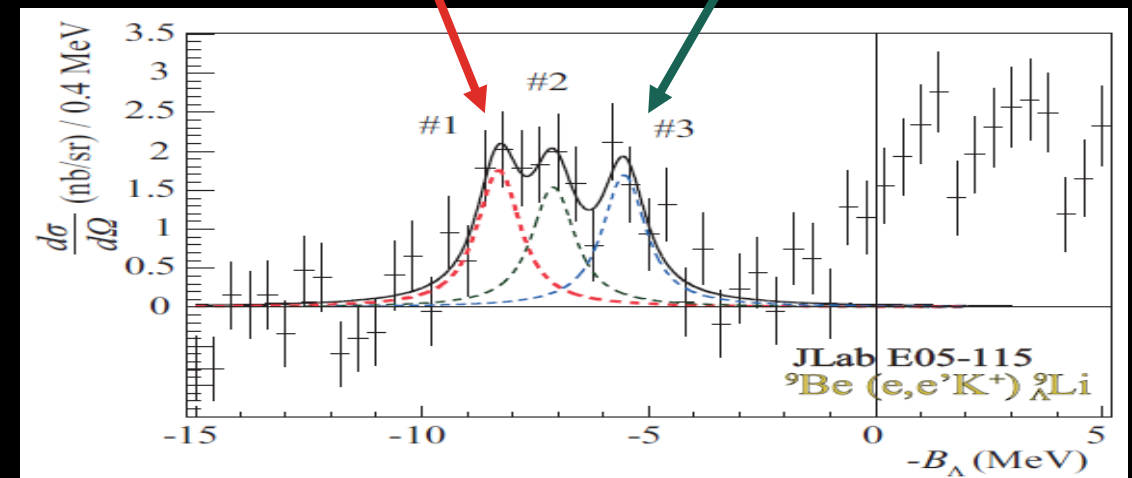 3.5
3
2.5
2
1.5
1
0.5
0
dσ/dΩ (nb/sr) / 0.4 MeV
#1
#2
#3
JLab E05-115
⁹Be (e,e’K⁺) ⁹ΛLi
-15 -10 -5 0 5
-BΛ (MeV)